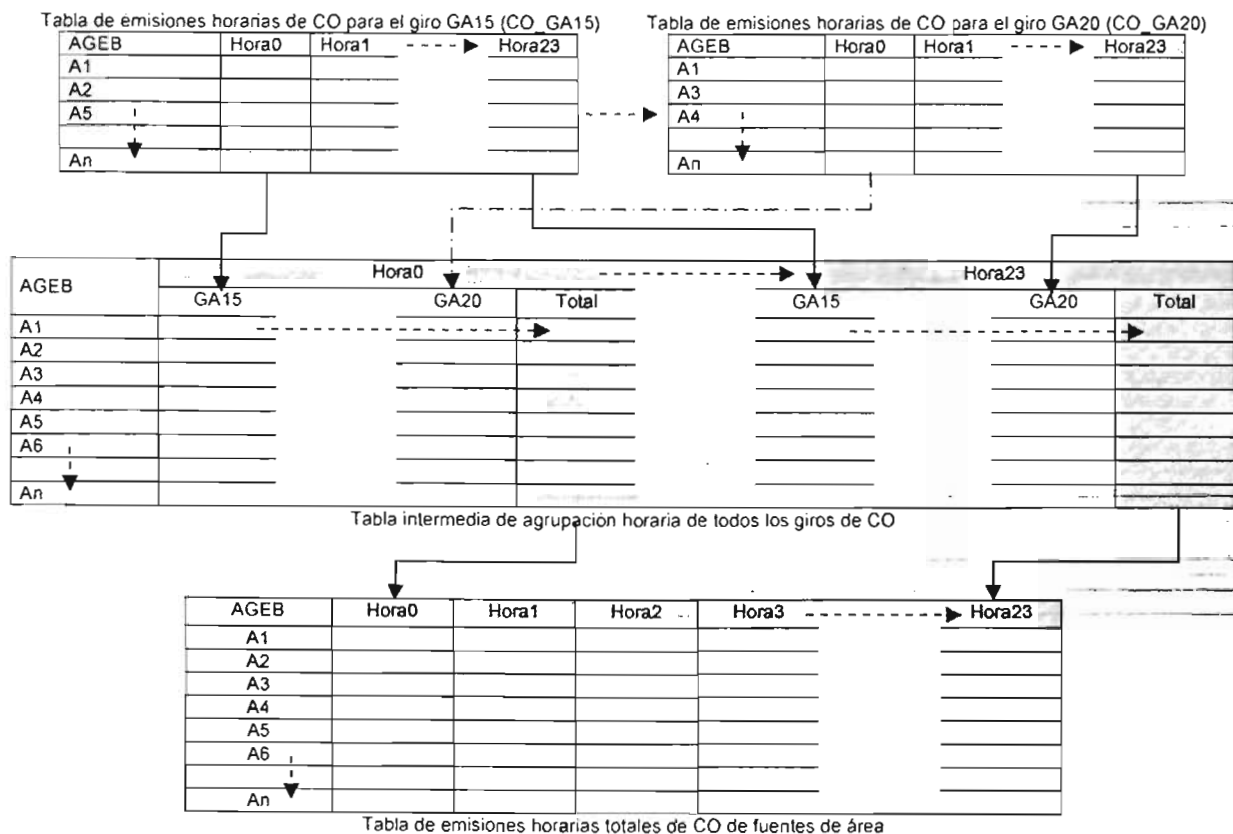 Tabla de emisiones horarias de CO para el giro GA15 (CO_GA15)
AGEB Hora0 Hora1 Hora23
A1
A2
A5
An
Tabla de emisiones horarias de CO para el giro GA20 (CO_GA20)
AGEB Hora0 Hora1 Hora23
A1
A3
A4
An
AGEB Hora0 Hora23
GA15 GA20 Total GA15 GA20 Total
A1
A2
A3
A4
A5
A6
An
Tabla intermedia de agrupación horaria de todos los giros de CO
AGEB Hora0 Hora1 Hora2 Hora3 Hora23
A1
A2
A3
A4
A5
A6
An
Tabla de emisiones horarias totales de CO de fuentes de área